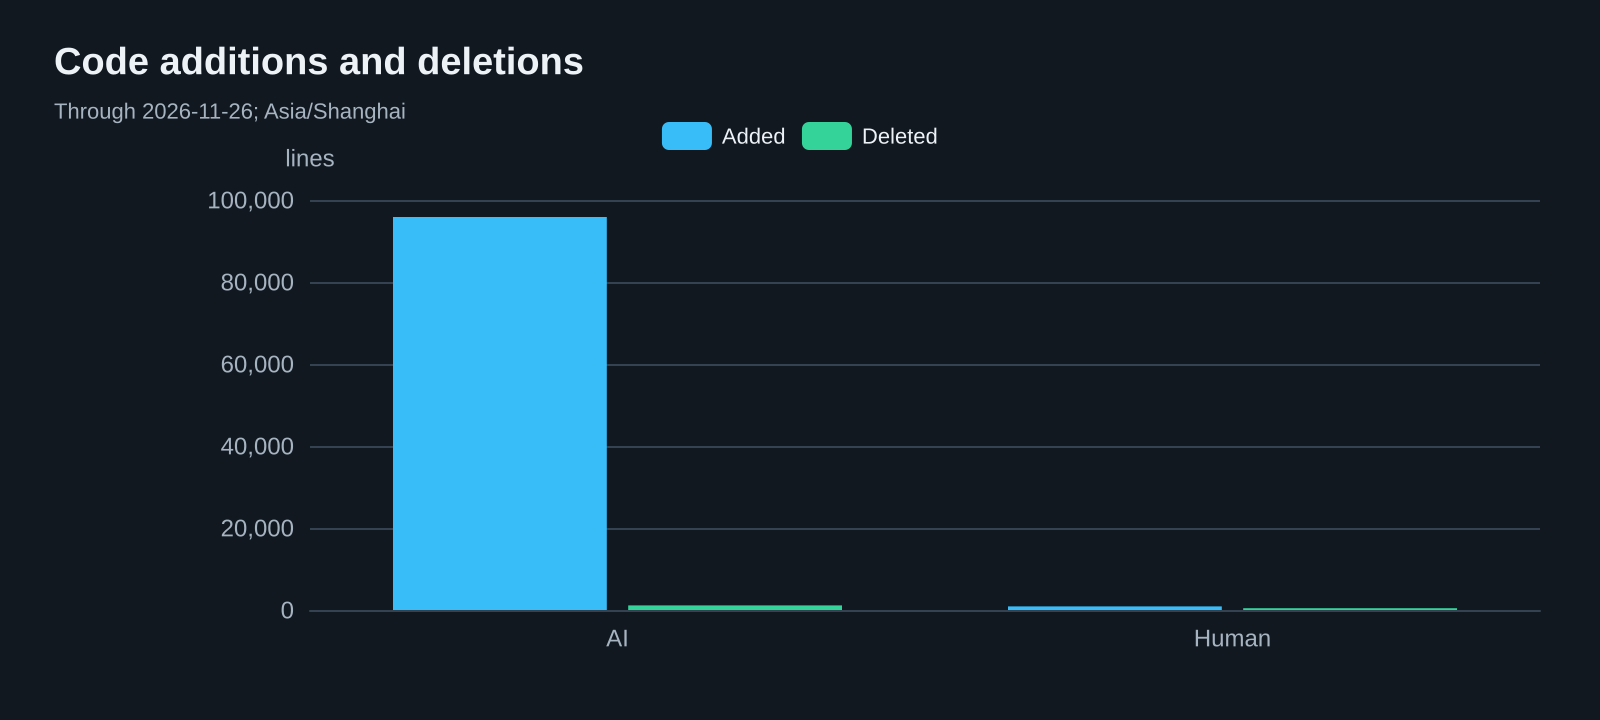 Code additions and deletions
Through 2026-11-26; Asia/Shanghai
Added Deleted
lines
100,000
80,000
60,000
40,000
20,000
0
AI Human